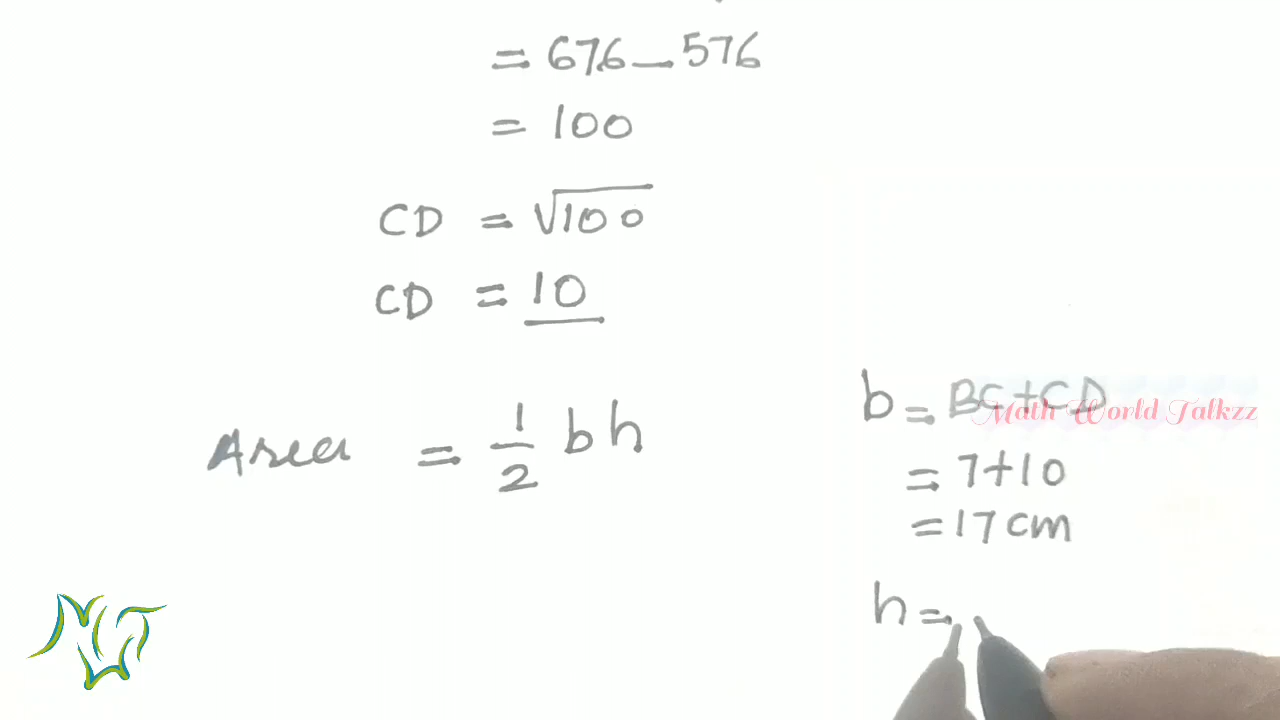 = 676 - 576
= 100
CD = √100
CD = 10
Area = 1/2 bh
b = BC + CD
Math World Talkzz
= 7 + 10
= 17 cm
h =
MT